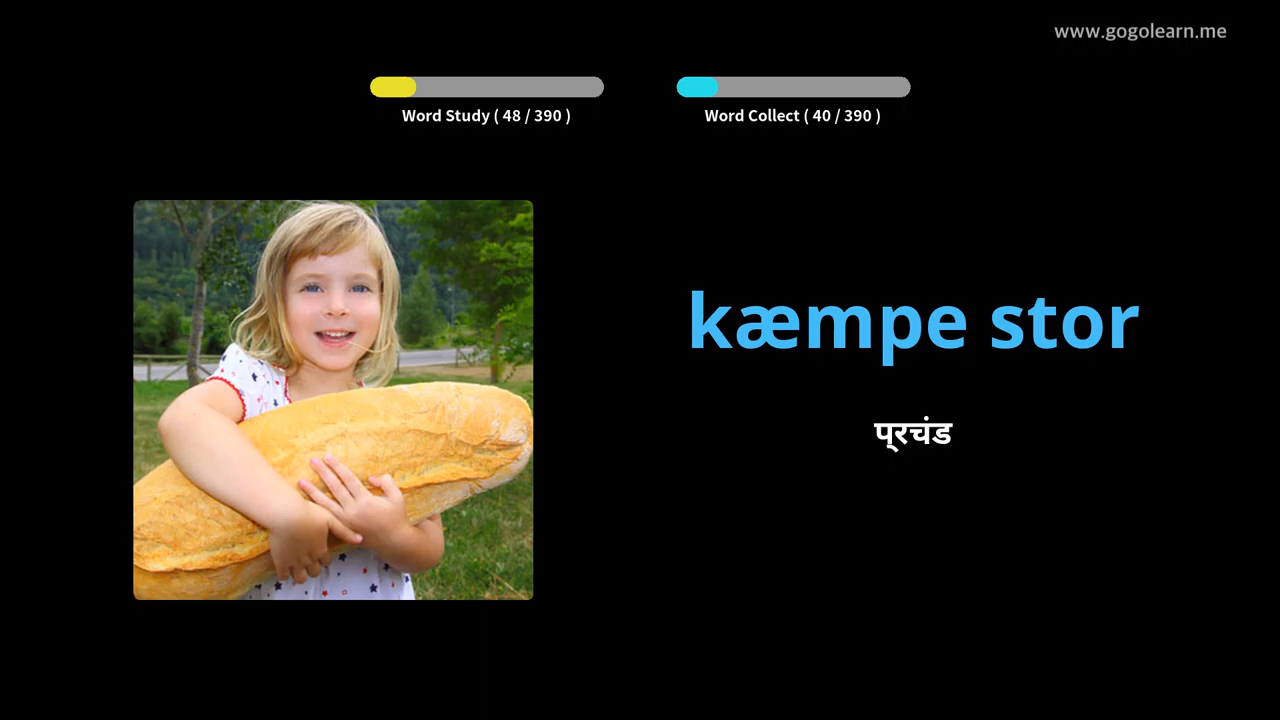 www.gogolearn.me
Word Study ( 48 / 390 )
Word Collect ( 40 / 390 )
kæmpe stor
प्रचंड